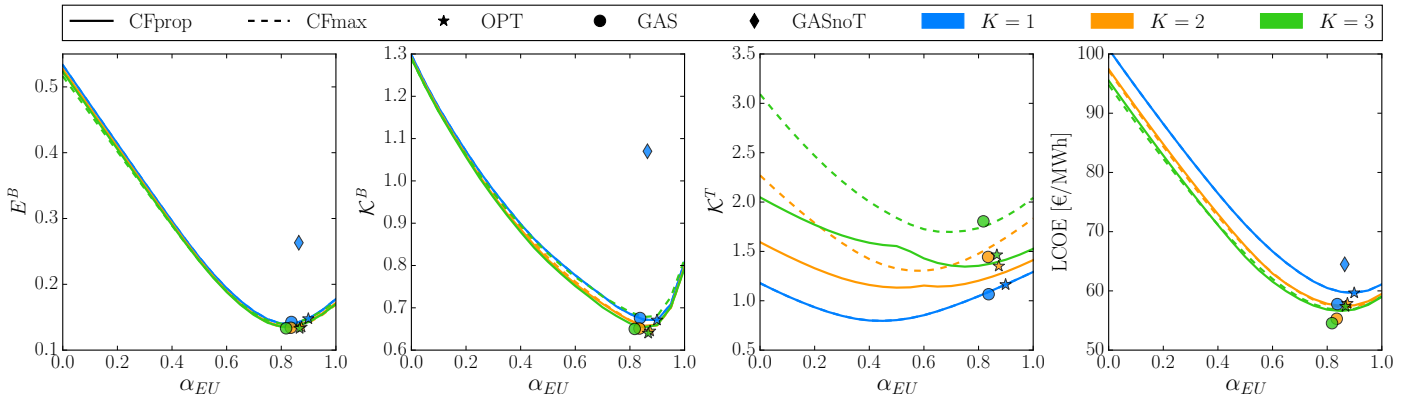 CFprop CFmax OPT GAS GASnoT K = 1 K = 2 K = 3
E^B
0.5
0.4
0.3
0.2
0.1
0.0 0.2 0.4 0.6 0.8 1.0
α_EU
K^B
1.3
1.2
1.1
1.0
0.9
0.8
0.7
0.6
0.0 0.2 0.4 0.6 0.8 1.0
α_EU
K^T
3.5
3.0
2.5
2.0
1.5
1.0
0.5
0.0 0.2 0.4 0.6 0.8 1.0
α_EU
LCOE [€/MWh]
100
90
80
70
60
50
0.0 0.2 0.4 0.6 0.8 1.0
α_EU